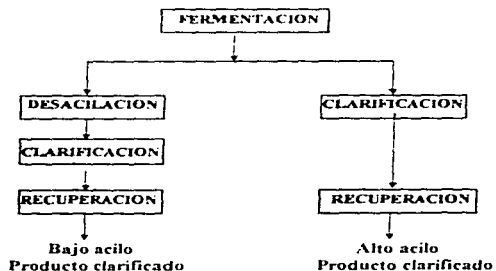 FERMENTACION
DESACILACION
CLARIFICACION
CLARIFICACION
RECUPERACION
RECUPERACION
Bajo acilo
Producto clarificado
Alto acilo
Producto clarificado